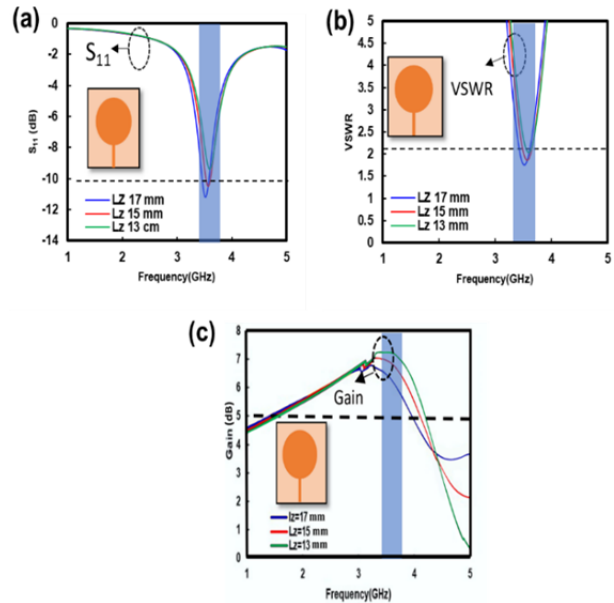 (a)
0
-2
-4
-6
-8
-10
-12
-14
S11 (dB)
S11
LZ 17 mm
Lz 15 mm
Lz 13 cm
1 2 3 4 5
Frequency(GHz)
(b)
5
4.5
4
3.5
3
2.5
2
1.5
1
0.5
0
VSWR
VSWR
LZ 17 mm
Lz 15 mm
Lz 13 mm
1 2 3 4 5
Frequency(GHz)
(c)
8
7
6
5
4
3
2
1
0
Gain (dB)
Gain
lz=17 mm
Lz=15 mm
Lz=13 mm
1 2 3 4 5
Frequency(GHz)